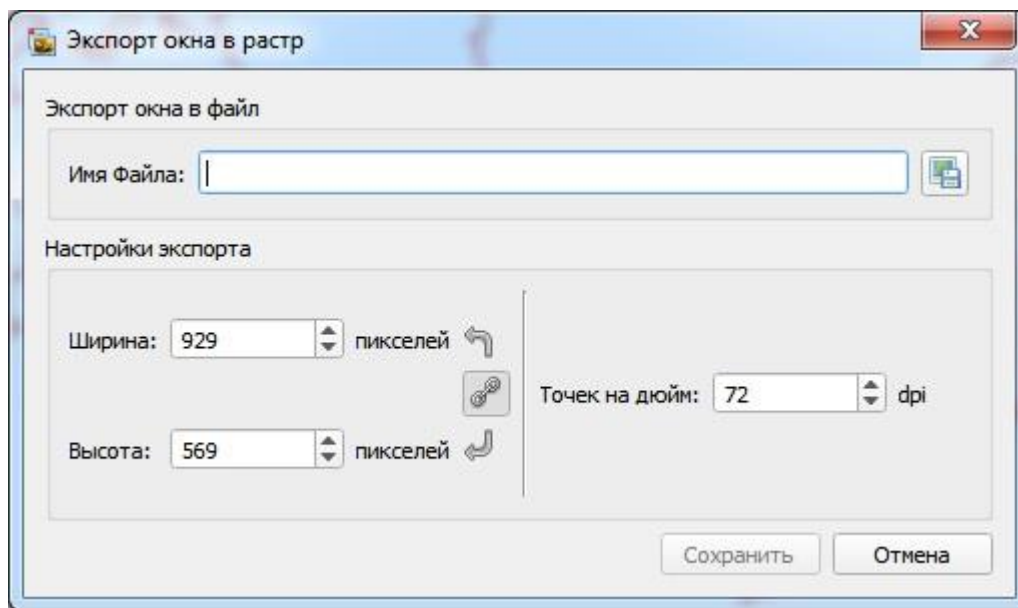 Экспорт окна в растр
Экспорт окна в файл
Имя Файла:
Настройки экспорта
Ширина: 929 пикселей
Точек на дюйм: 72 dpi
Высота: 569 пикселей
Сохранить Отмена